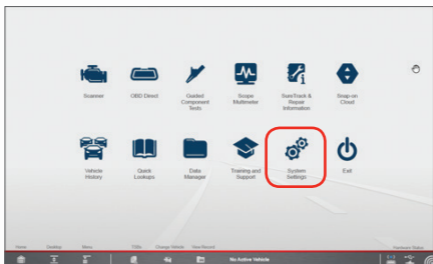 Scanner
OBD Direct
Guided
Component
Tests
Scope
Multimeter
SureTrack &
Repair
Information
Snap-on
Cloud
Vehicle
History
Quick
Lookups
Data
Manager
Training and
Support
System
Settings
Exit
Home
Desktop
Menu
TSBs
Change Vehicle
View Record
Hardware Status
No Active Vehicle